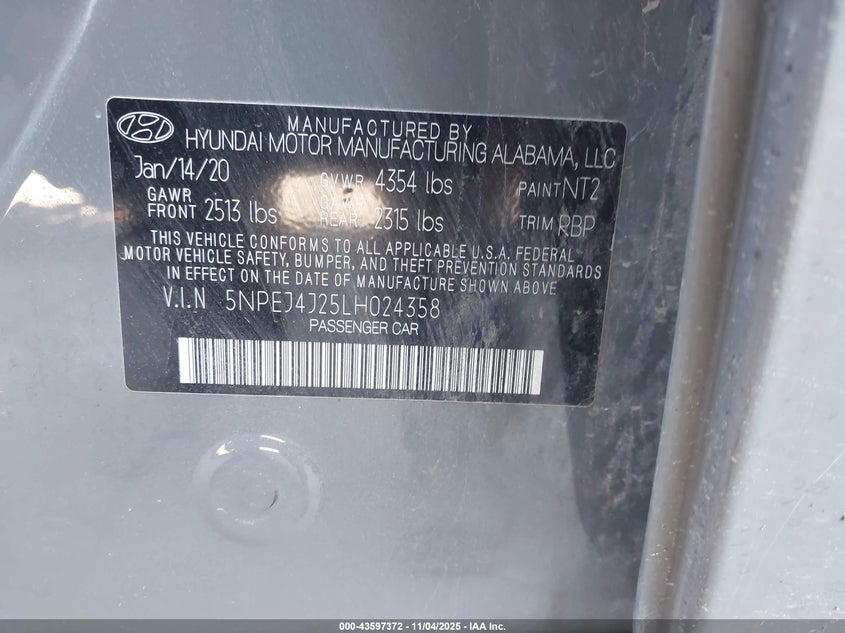 MANUFACTURED BY
HYUNDAI MOTOR MANUFACTURING ALABAMA, LLC
Jan/14/20 GVWR 4354 lbs PAINT NT2
GAWR FRONT 2513 lbs GAWR REAR 2315 lbs TRIM RBP
THIS VEHICLE CONFORMS TO ALL APPLICABLE U.S.A. FEDERAL
MOTOR VEHICLE SAFETY, BUMPER, AND THEFT PREVENTION STANDARDS
IN EFFECT ON THE DATE OF MANUFACTURE SHOWN ABOVE
V.I.N 5NPEJ4J25LH024358
PASSENGER CAR
000-43597372 - 11/04/2025 - IAA Inc.